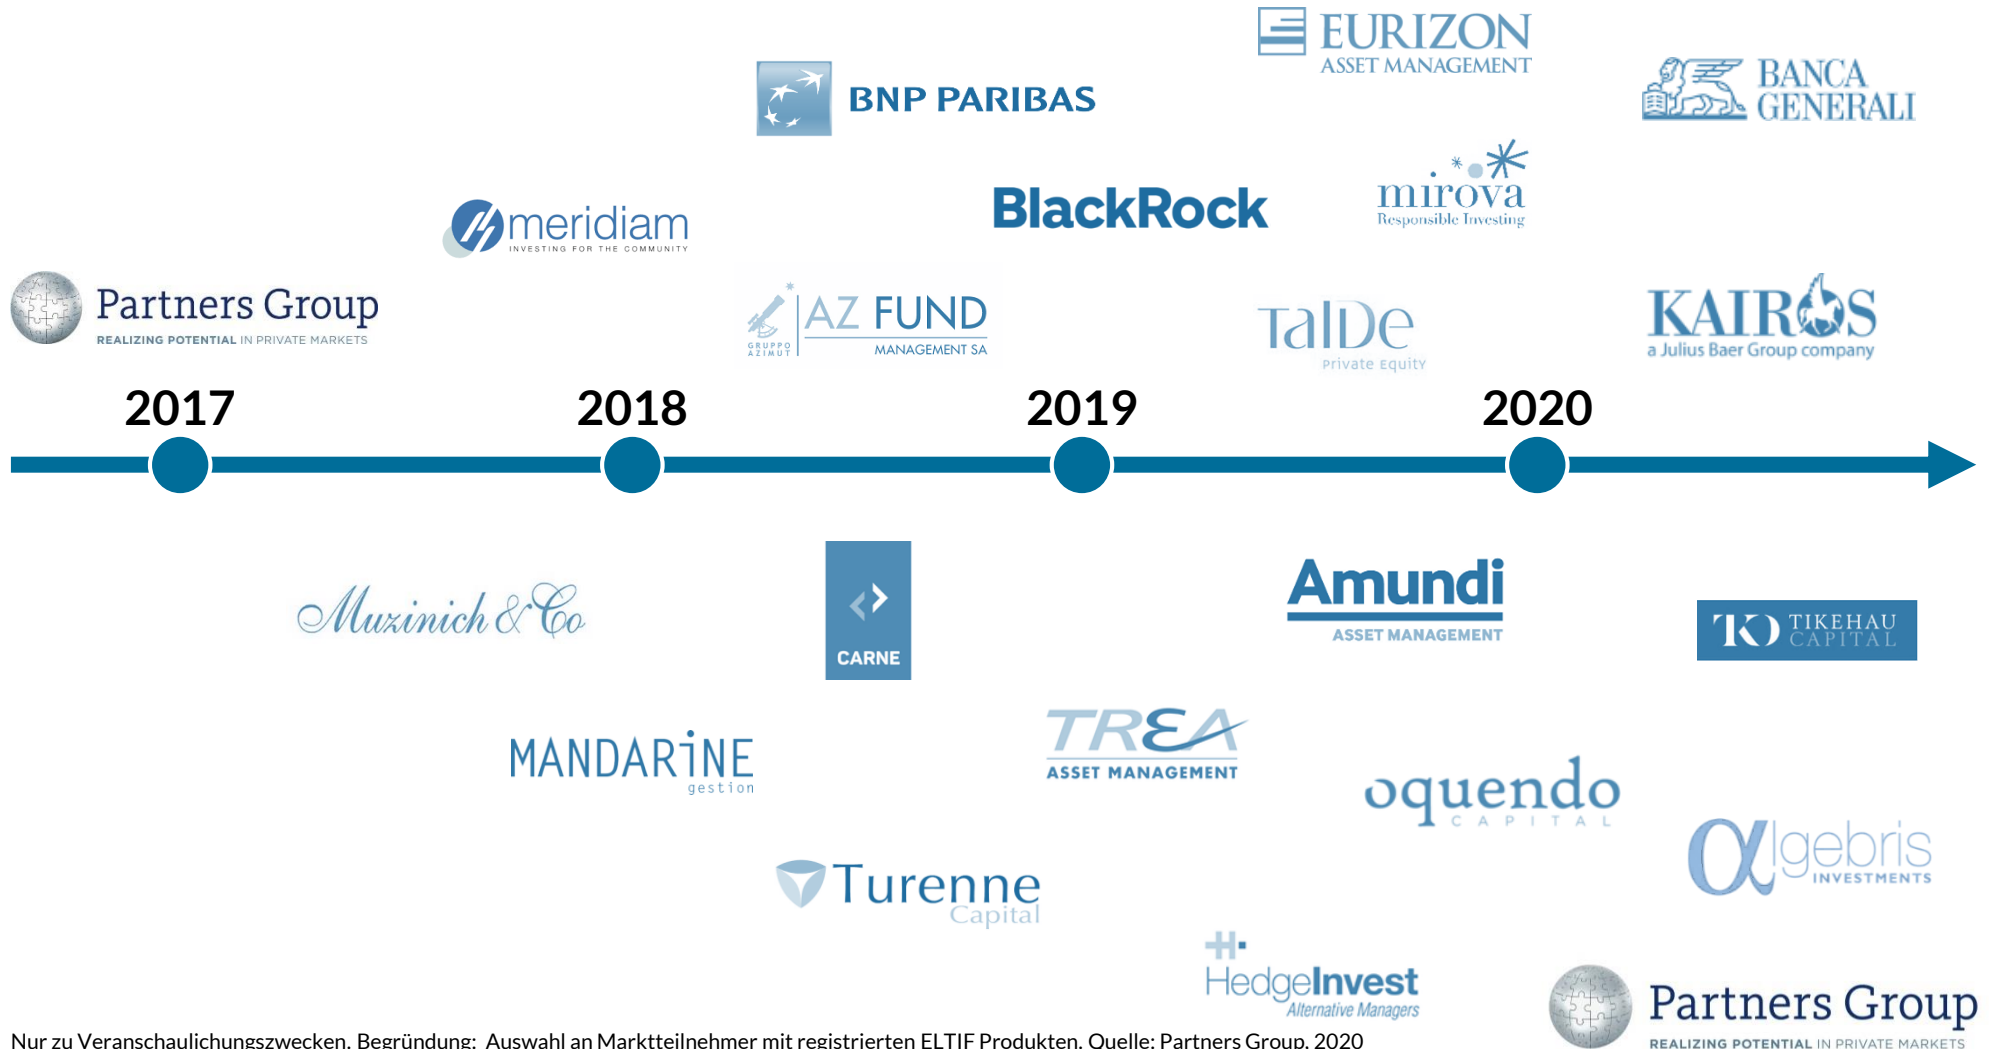 EURIZON
ASSET MANAGEMENT
BANCA
GENERALI
BNP PARIBAS
mirova
Responsible Investing
BlackRock
meridiam
INVESTING FOR THE COMMUNITY
Partners Group
REALIZING POTENTIAL IN PRIVATE MARKETS
GRUPPO
AZIMUT
AZ FUND
MANAGEMENT SA
TalDe
Private Equity
KAIROS
a Julius Baer Group company
2017
2018
2019
2020
Muzinich & Co
CARNE
Amundi
ASSET MANAGEMENT
TIKEHAU
CAPITAL
MANDARiNE
gestion
TREA
ASSET MANAGEMENT
oquendo
CAPITAL
algebris
INVESTMENTS
Turenne
Capital
HedgeInvest
Alternative Managers
Partners Group
REALIZING POTENTIAL IN PRIVATE MARKETS
Nur zu Veranschaulichungszwecken. Begründung: Auswahl an Marktteilnehmer mit registrierten ELTIF Produkten. Quelle: Partners Group, 2020